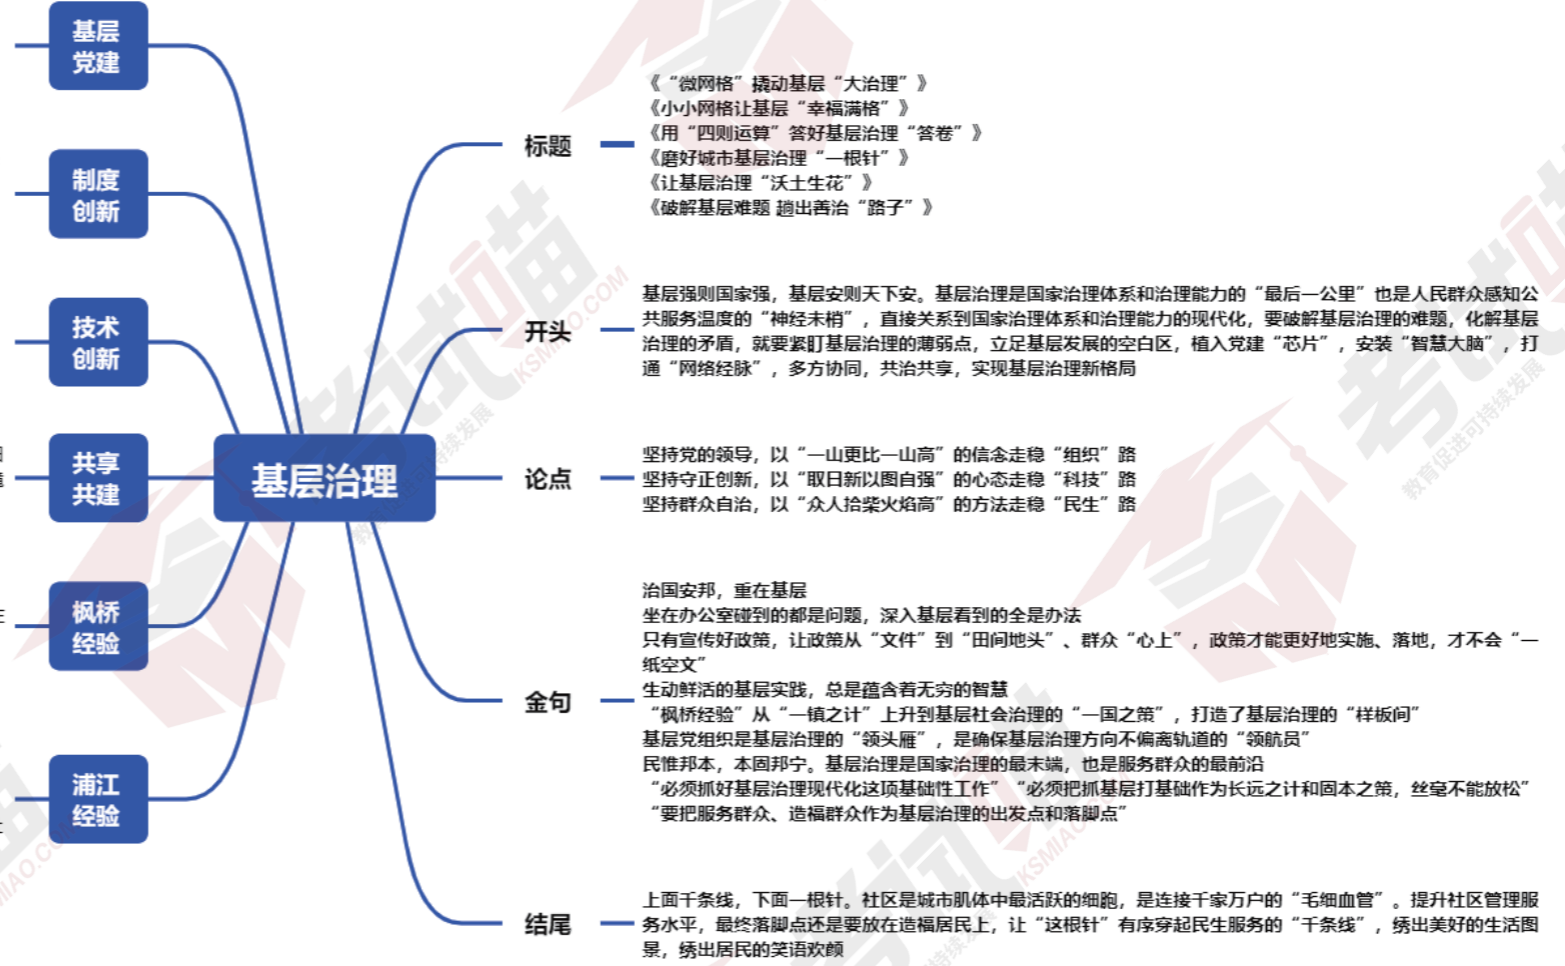 基层
党建
制度
创新
技术
创新
共享
共建
枫桥
经验
浦江
经验
基层治理
标题
《“微网格”撬动基层“大治理”》
《小小网格让基层“幸福满格”》
《用“四则运算”答好基层治理“答卷”》
《磨好城市基层治理“一根针”》
《让基层治理“沃土生花”》
《破解基层难题 趟出善治“路子”》
开头
基层强则国家强，基层安则天下安。基层治理是国家治理体系和治理能力的“最后一公里”也是人民群众感知公
共服务温度的“神经末梢”，直接关系到国家治理体系和治理能力的现代化，要破解基层治理的难题，化解基层
治理的矛盾，就要紧盯基层治理的薄弱点，立足基层发展的空白区，植入党建“芯片”，安装“智慧大脑”，打
通“网络经脉”，多方协同，共治共享，实现基层治理新格局
论点
坚持党的领导，以“一山更比一山高”的信念走稳“组织”路
坚持守正创新，以“取日新以图自强”的心态走稳“科技”路
坚持群众自治，以“众人拾柴火焰高”的方法走稳“民生”路
金句
治国安邦，重在基层
坐在办公室碰到的都是问题，深入基层看到的全是办法
只有宣传好政策，让政策从“文件”到“田间地头”、群众“心上”，政策才能更好地实施、落地，才不会“一
纸空文”
生动鲜活的基层实践，总是蕴含着无穷的智慧
“枫桥经验”从“一镇之计”上升到基层社会治理的“一国之策”，打造了基层治理的“样板间”
基层党组织是基层治理的“领头雁”，是确保基层治理方向不偏离轨道的“领航员”
民惟邦本，本固邦宁。基层治理是国家治理的最末端，也是服务群众的最前沿
“必须抓好基层治理现代化这项基础性工作”“必须把抓基层打基础作为长远之计和固本之策，丝毫不能放松”
“要把服务群众、造福群众作为基层治理的出发点和落脚点”
结尾
上面千条线，下面一根针。社区是城市肌体中最活跃的细胞，是连接千家万户的“毛细血管”。提升社区管理服
务水平，最终落脚点还是要放在造福居民上，让“这根针”有序穿起民生服务的“千条线”，绣出美好的生活图
景，绣出居民的笑语欢颜
考试喵
KSMIAO.COM
教育促进可持续发展